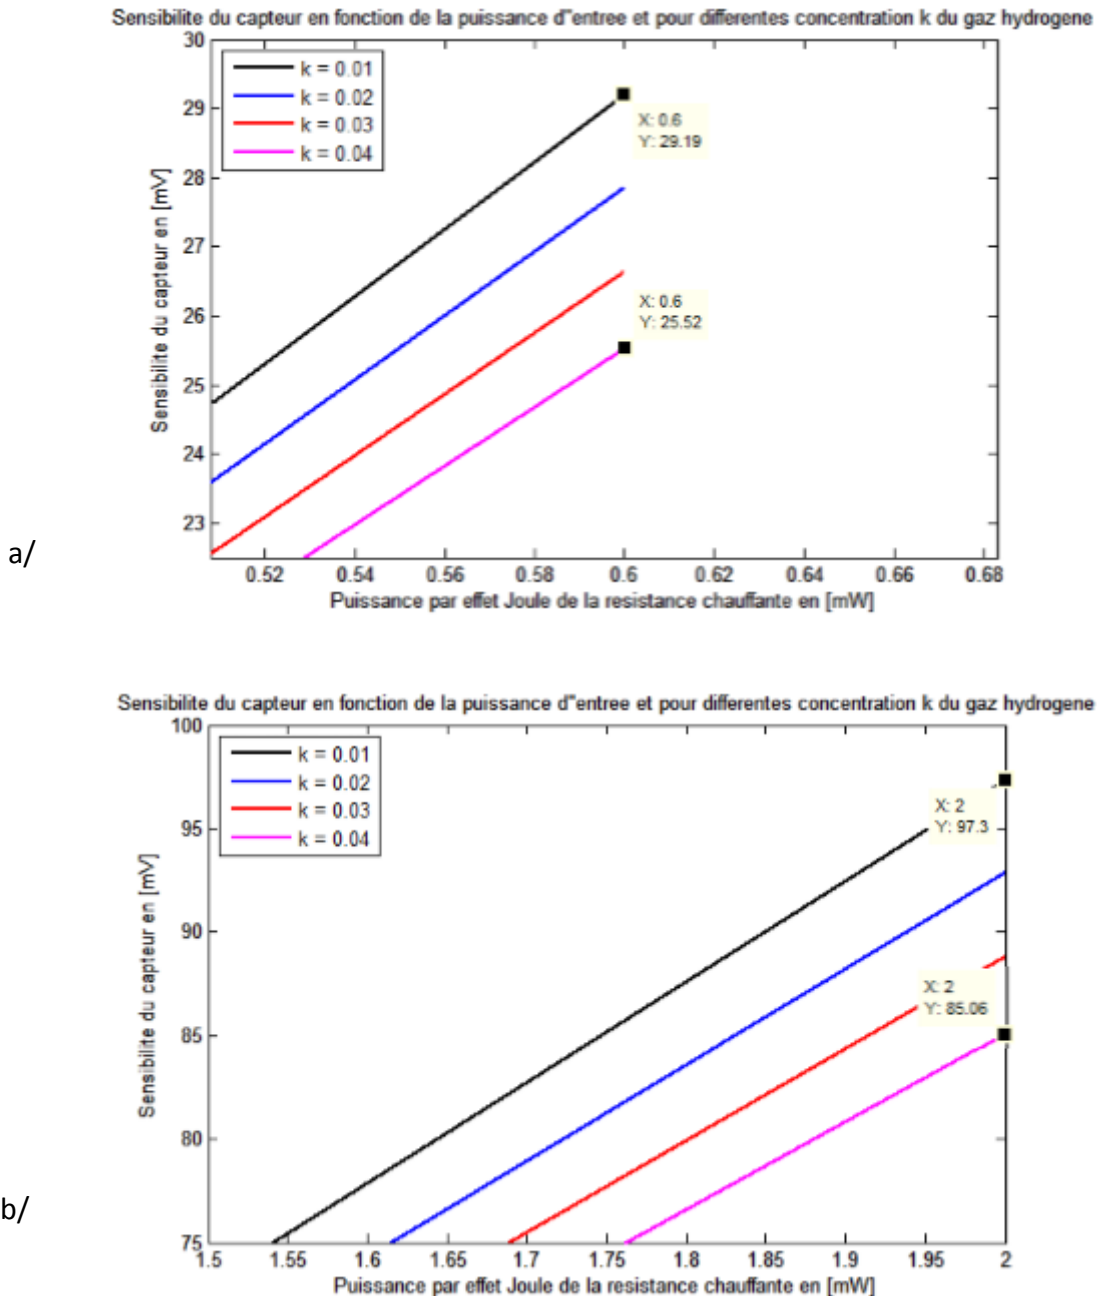 Sensibilite du capteur en fonction de la puissance d"entree et pour differentes concentration k du gaz hydrogene
30
29
28
27
26
25
24
23
Sensibilite du capteur en [mV]
k = 0.01
k = 0.02
k = 0.03
k = 0.04
X: 0.6
Y: 29.19
X: 0.6
Y: 25.52
a/
0.52 0.54 0.56 0.58 0.6 0.62 0.64 0.66 0.68
Puissance par effet Joule de la resistance chauffante en [mW]
Sensibilite du capteur en fonction de la puissance d"entree et pour differentes concentration k du gaz hydrogene
100
95
90
85
80
75
Sensibilite du capteur en [mV]
k = 0.01
k = 0.02
k = 0.03
k = 0.04
X: 2
Y: 97.3
X: 2
Y: 85.06
b/
1.5 1.55 1.6 1.65 1.7 1.75 1.8 1.85 1.9 1.95 2
Puissance par effet Joule de la resistance chauffante en [mW]